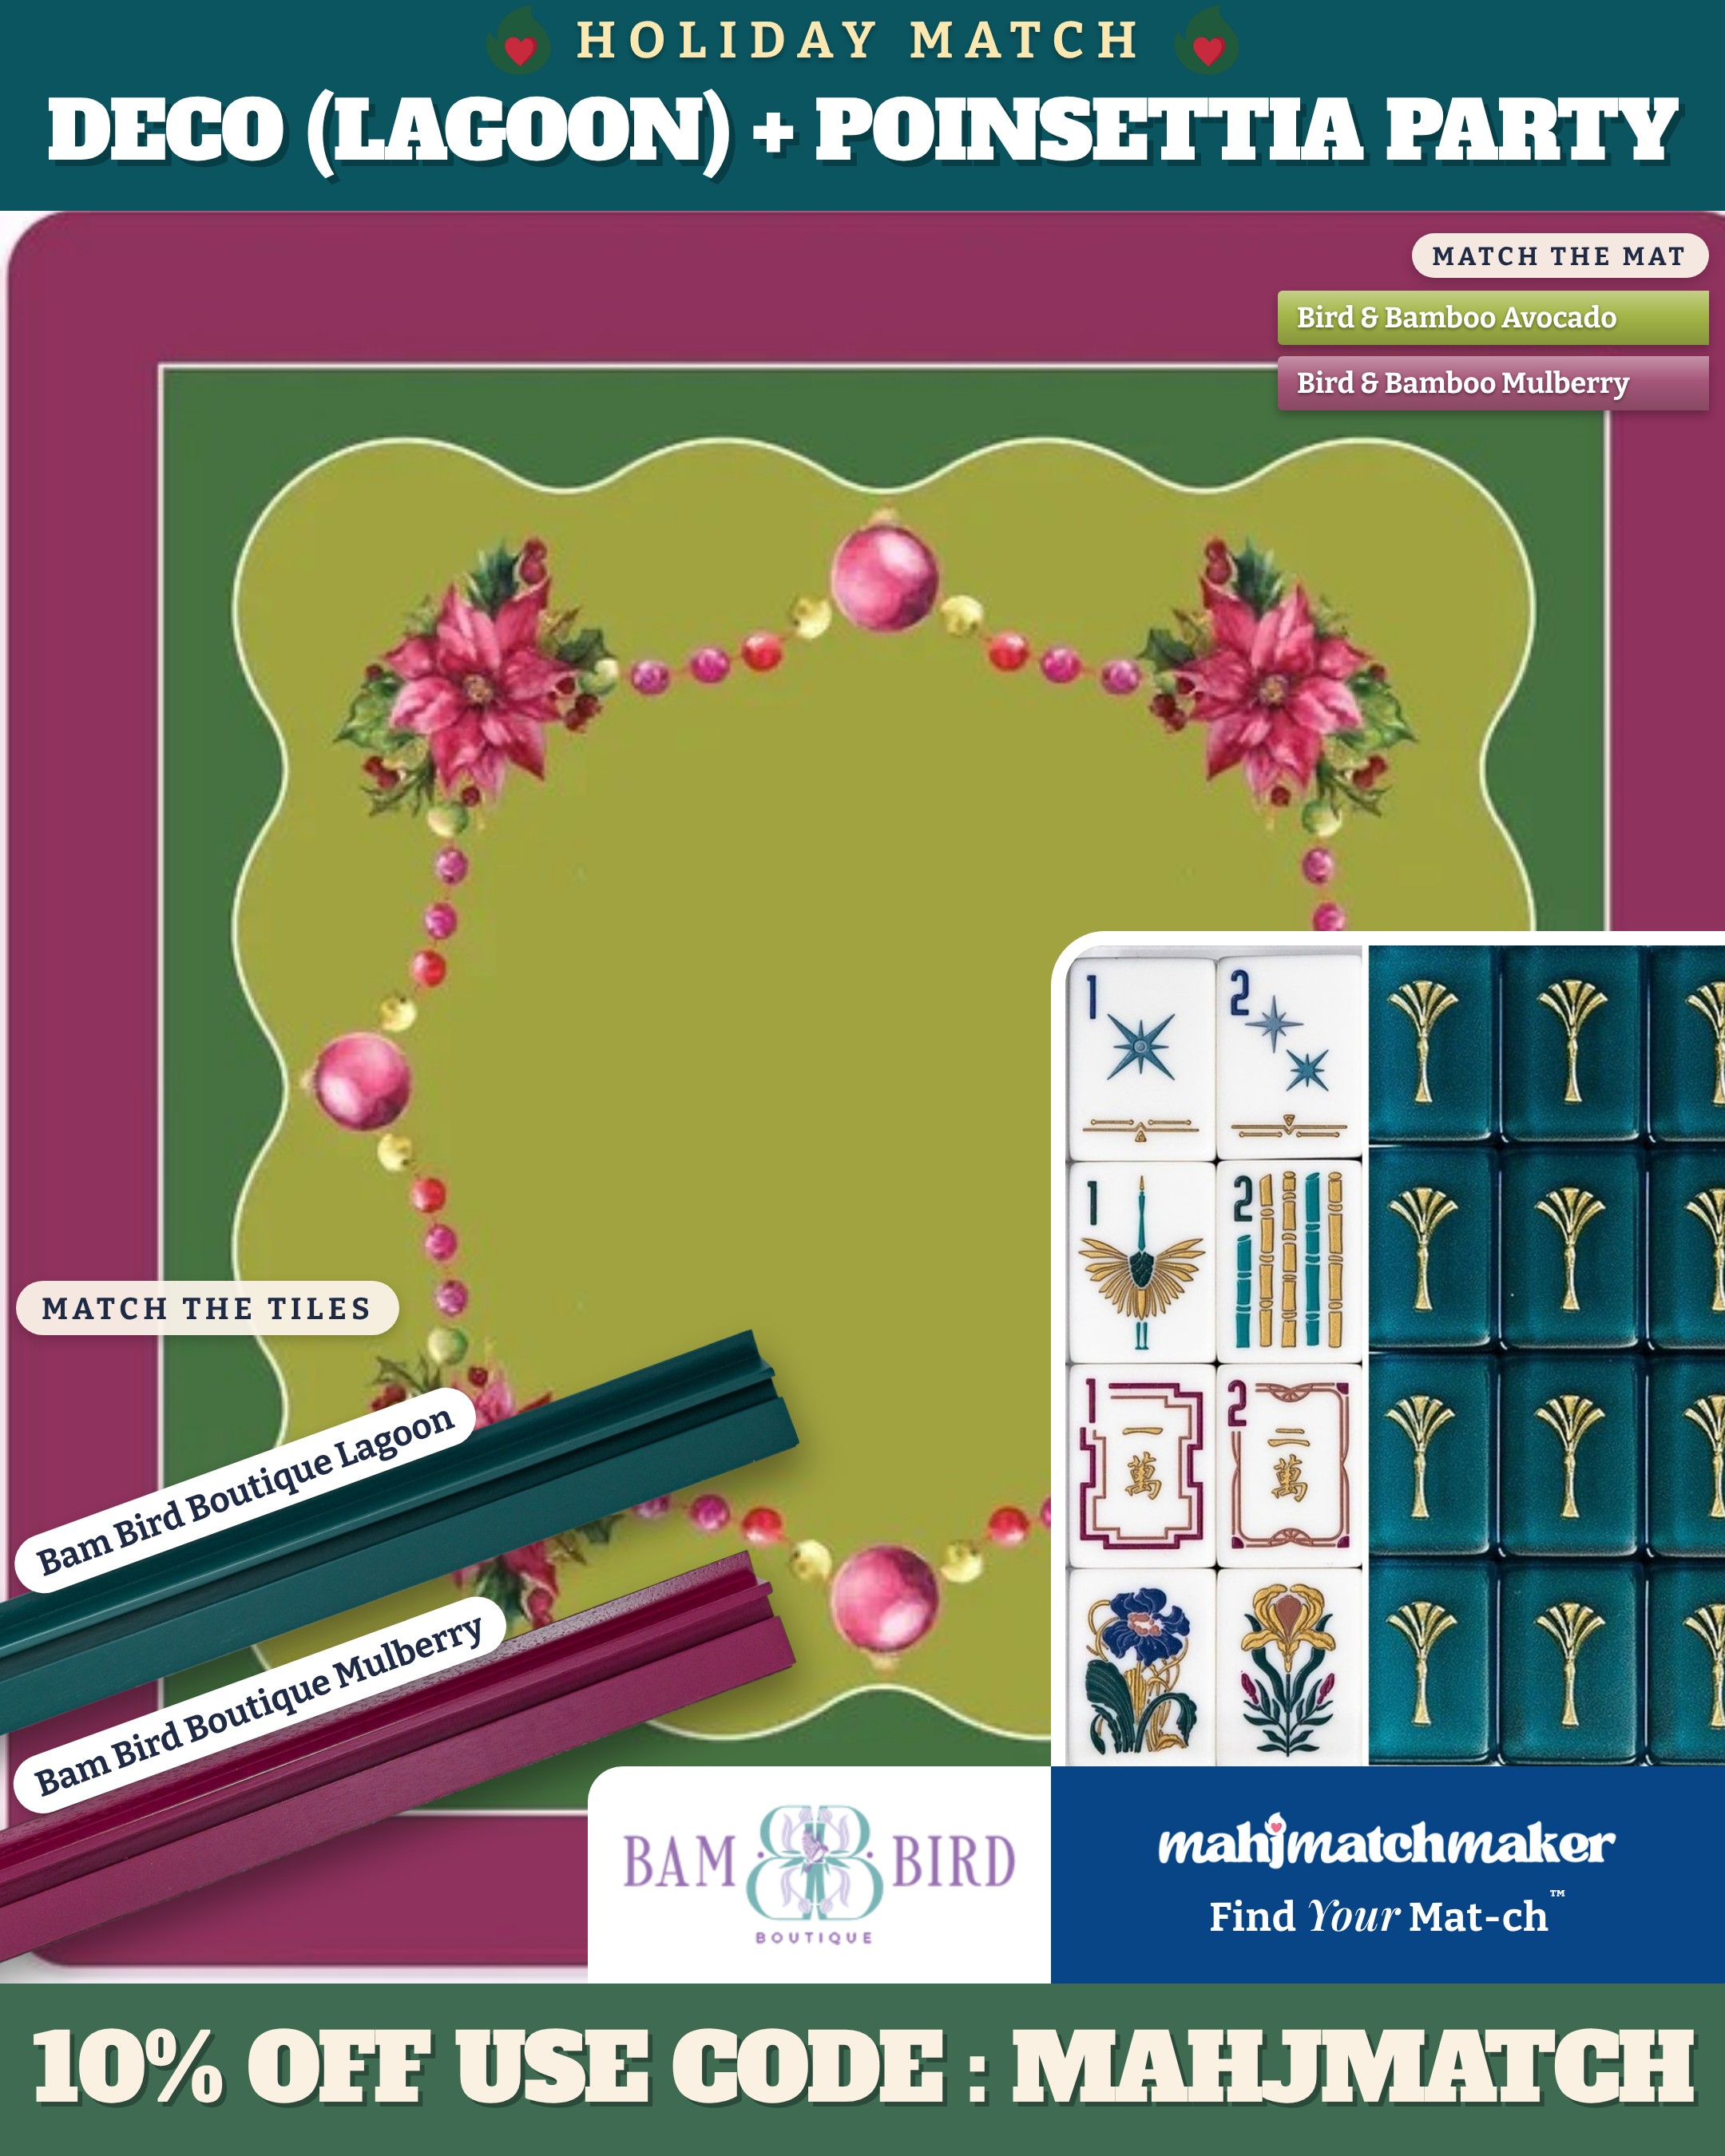 HOLIDAY MATCH
DECO (LAGOON) + POINSETTIA PARTY
MATCH THE MAT
Bird & Bamboo Avocado
Bird & Bamboo Mulberry
1 2
1 2
1 2
一 二
萬 萬
MATCH THE TILES
Bam Bird Boutique Lagoon
Bam Bird Boutique Mulberry
BAM BB BIRD
BOUTIQUE
mahjmatchmaker
Find Your Mat-ch™
10% OFF USE CODE : MAHJMATCH